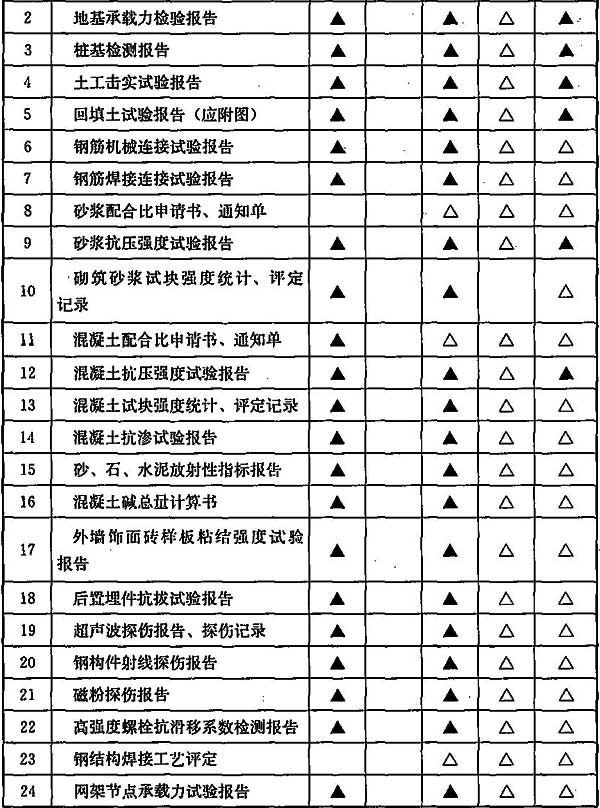 2 地基承载力检验报告 ▲ ▲ △ ▲
3 桩基检测报告 ▲ ▲ △ ▲
4 土工击实试验报告 ▲ ▲ △ ▲
5 回填土试验报告（应附图） ▲ ▲ △ ▲
6 钢筋机械连接试验报告 ▲ ▲ △ △
7 钢筋焊接连接试验报告 ▲ ▲ △ △
8 砂浆配合比申请书、通知单 △ △ △
9 砂浆抗压强度试验报告 ▲ ▲ △ ▲
10 砌筑砂浆试块强度统计、评定
记录 ▲ ▲ △
11 混凝土配合比申请书、通知单 ▲ △ △ △
12 混凝土抗压强度试验报告 ▲ ▲ △ ▲
13 混凝土试块强度统计、评定记录 ▲ ▲ △ △
14 混凝土抗渗试验报告 ▲ ▲ △ △
15 砂、石、水泥放射性指标报告 ▲ ▲ △ △
16 混凝土碱总量计算书 ▲ ▲ △ △
17 外墙饰面砖样板粘结强度试验
报告 ▲ ▲ △ △
18 后置埋件抗拔试验报告 ▲ ▲ △ △
19 超声波探伤报告、探伤记录 ▲ ▲ △ △
20 钢构件射线探伤报告 ▲ ▲ △ △
21 磁粉探伤报告 ▲ ▲ △ △
22 高强度螺栓抗滑移系数检测报告 ▲ ▲ △ △
23 钢结构焊接工艺评定 △ △ △
24 网架节点承载力试验报告 ▲ ▲ △ △